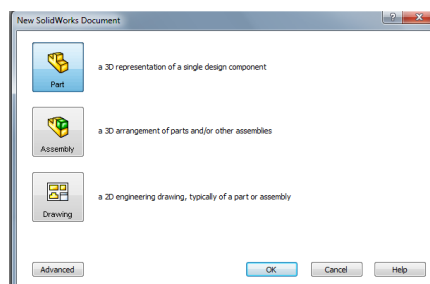 New SolidWorks Document
a 3D representation of a single design component
Part
a 3D arrangement of parts and/or other assemblies
Assembly
a 2D engineering drawing, typically of a part or assembly
Drawing
Advanced OK Cancel Help